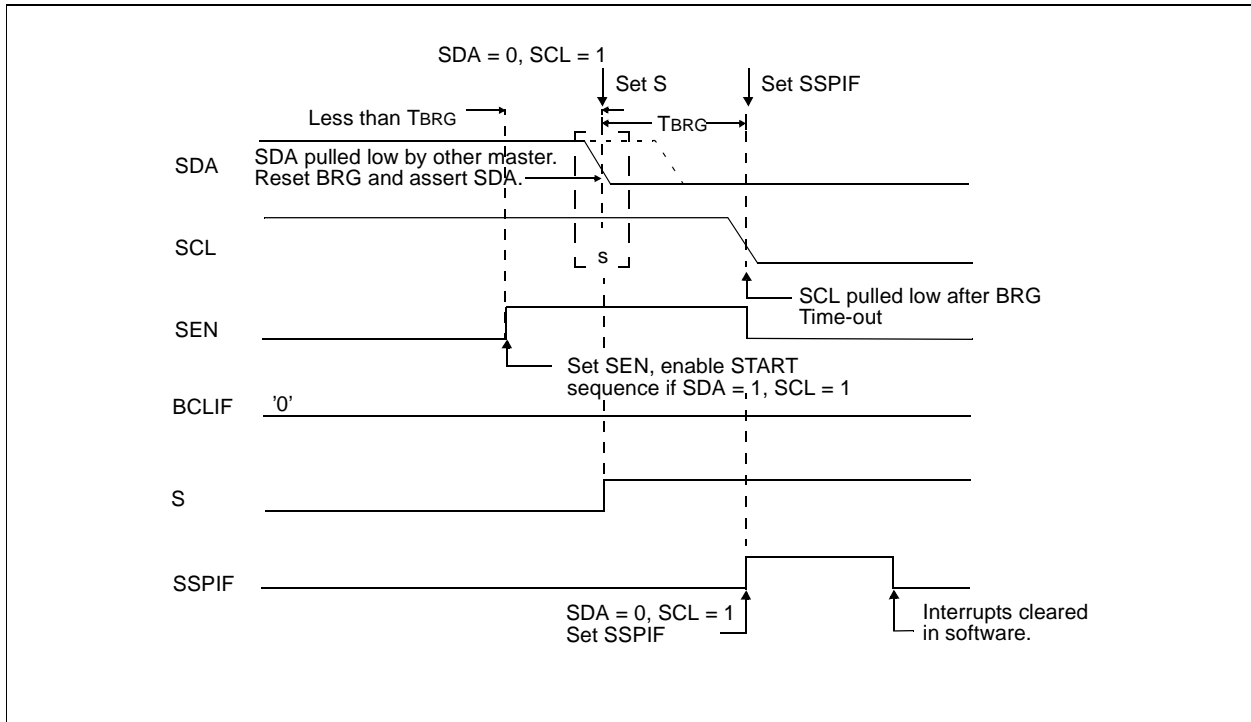 SDA = 0, SCL = 1
Set S
Set SSPIF
Less than TBRG
TBRG
SDA
SDA pulled low by other master.
Reset BRG and assert SDA.
SCL
s
SCL pulled low after BRG
Time-out
SEN
Set SEN, enable START
sequence if SDA = 1, SCL = 1
BCLIF
'0'
S
SSPIF
SDA = 0, SCL = 1
Set SSPIF
Interrupts cleared
in software.